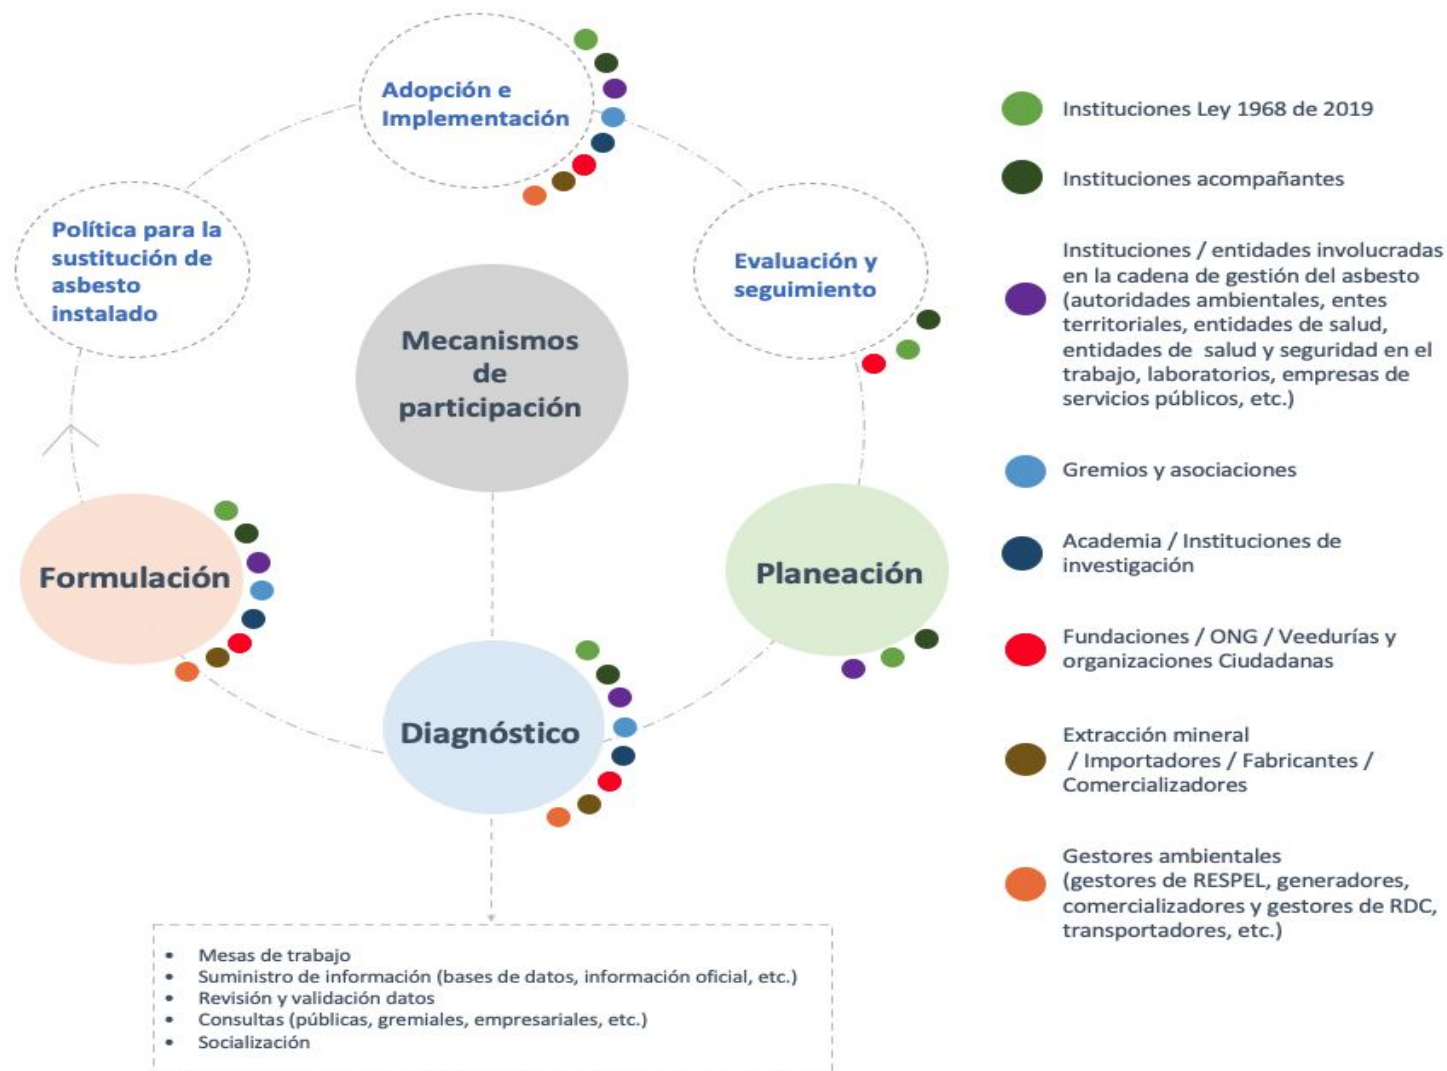 Adopción e
Implementación
Política para la
sustitución de
asbesto
instalado
Evaluación y
seguimiento
Mecanismos
de
participación
Formulación
Planeación
Diagnóstico
• Mesas de trabajo
• Suministro de información (bases de datos, información oficial, etc.)
• Revisión y validación datos
• Consultas (públicas, gremiales, empresariales, etc.)
• Socialización
Instituciones Ley 1968 de 2019
Instituciones acompañantes
Instituciones / entidades involucradas
en la cadena de gestión del asbesto
(autoridades ambientales, entes
territoriales, entidades de salud,
entidades de salud y seguridad en el
trabajo, laboratorios, empresas de
servicios públicos, etc.)
Gremios y asociaciones
Academia / Instituciones de
investigación
Fundaciones / ONG / Veedurías y
organizaciones Ciudadanas
Extracción mineral
/ Importadores / Fabricantes /
Comercializadores
Gestores ambientales
(gestores de RESPEL, generadores,
comercializadores y gestores de RDC,
transportadores, etc.)